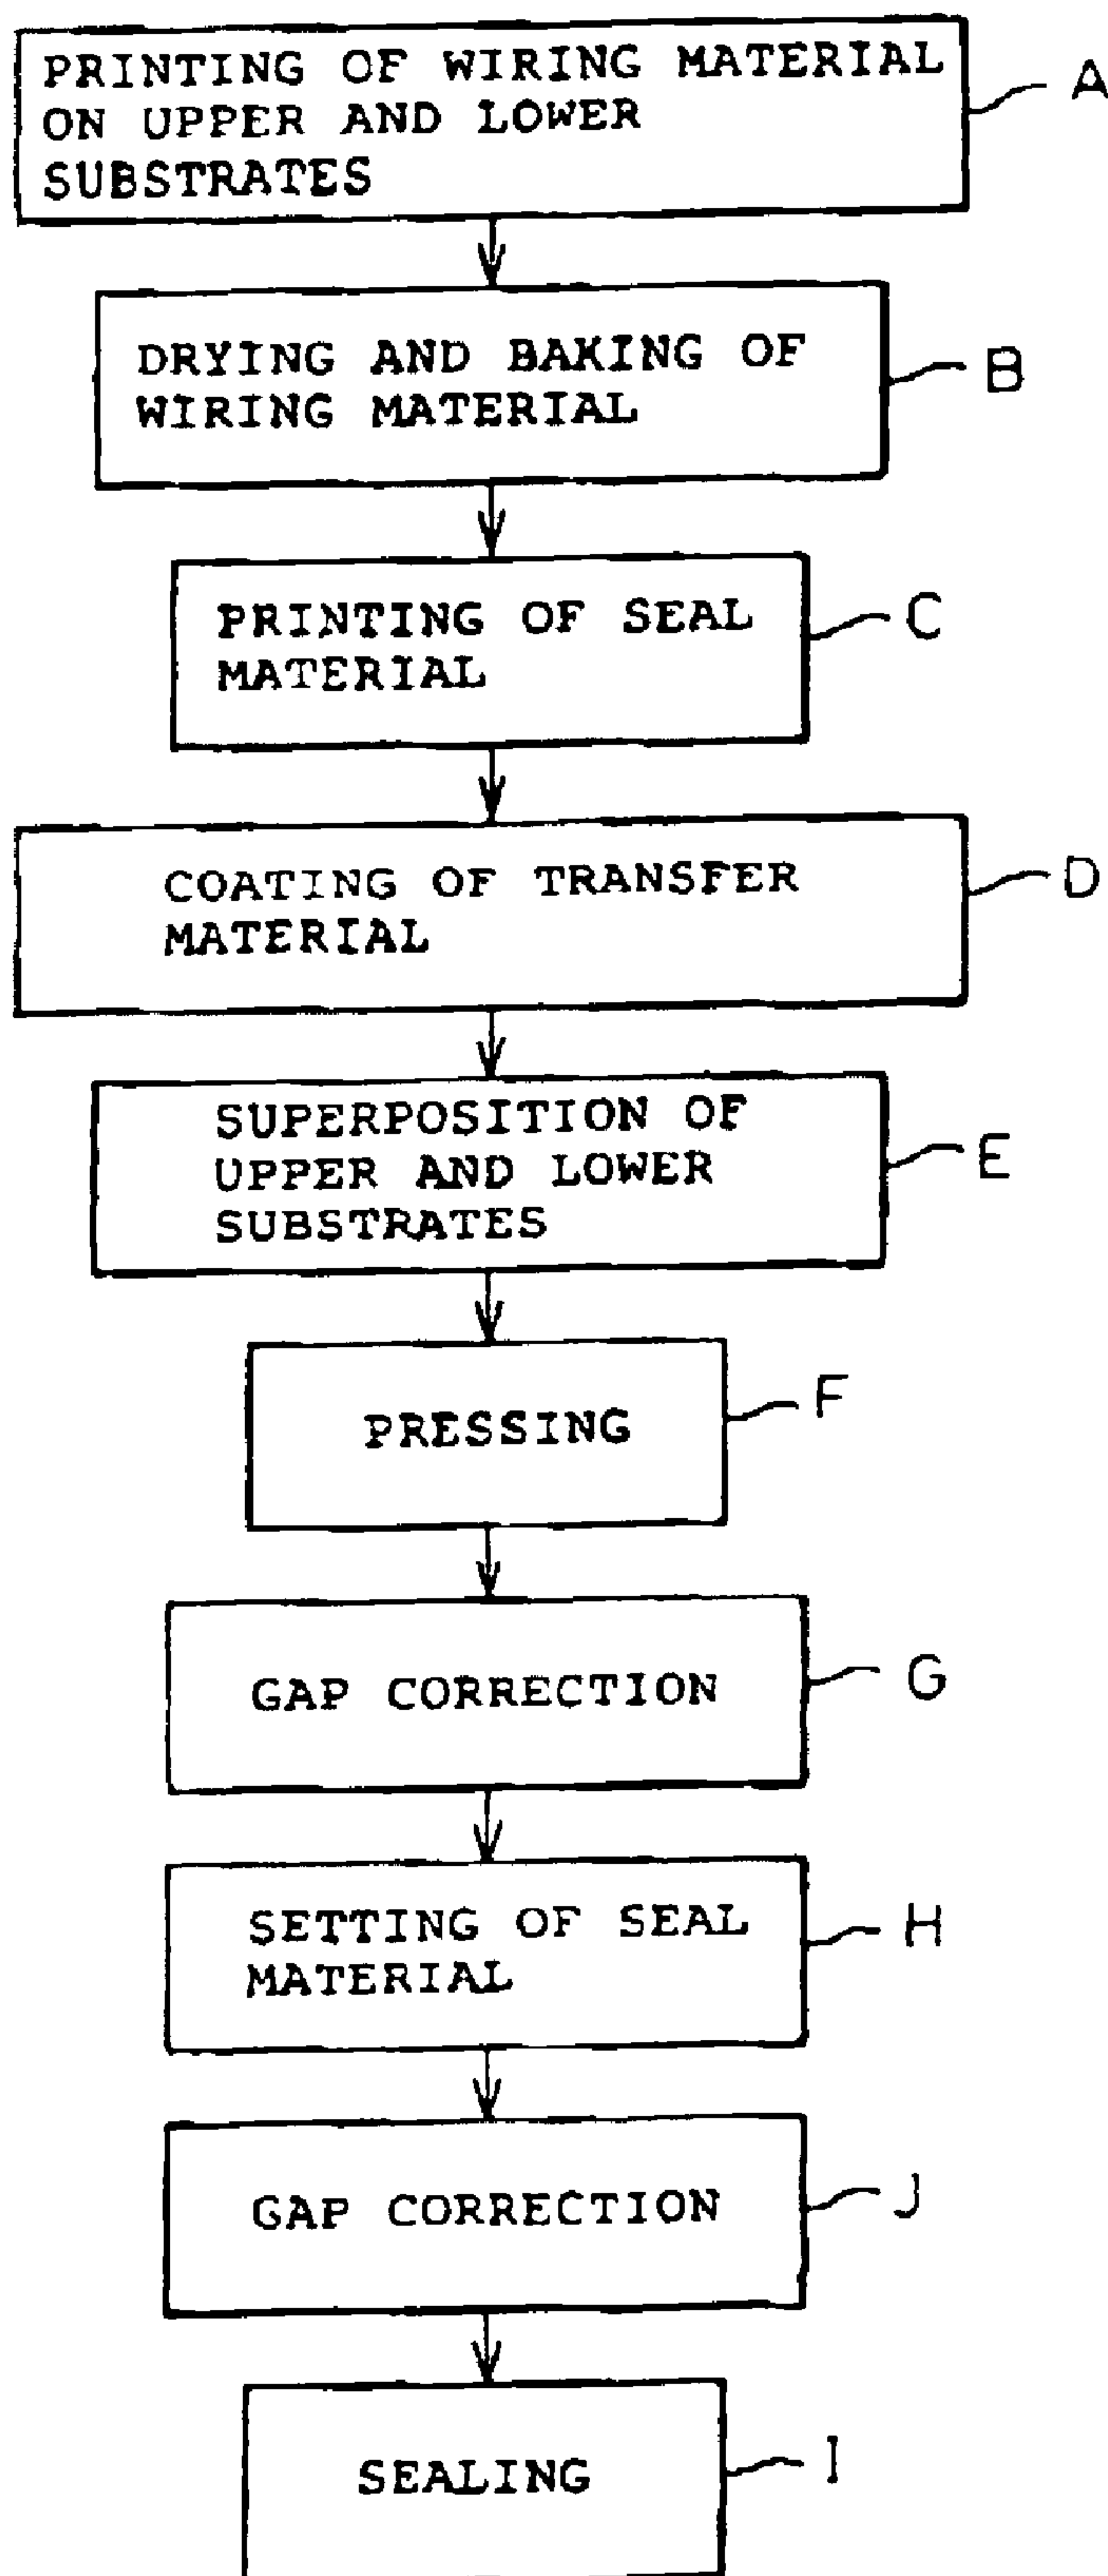 PRINTING OF WIRING MATERIAL
ON UPPER AND LOWER
SUBSTRATES
A
DRYING AND BAKING OF
WIRING MATERIAL
B
PRINTING OF SEAL
MATERIAL
C
COATING OF TRANSFER
MATERIAL
D
SUPERPOSITION OF
UPPER AND LOWER
SUBSTRATES
E
PRESSING
F
GAP CORRECTION
G
SETTING OF SEAL
MATERIAL
H
GAP CORRECTION
J
SEALING
I